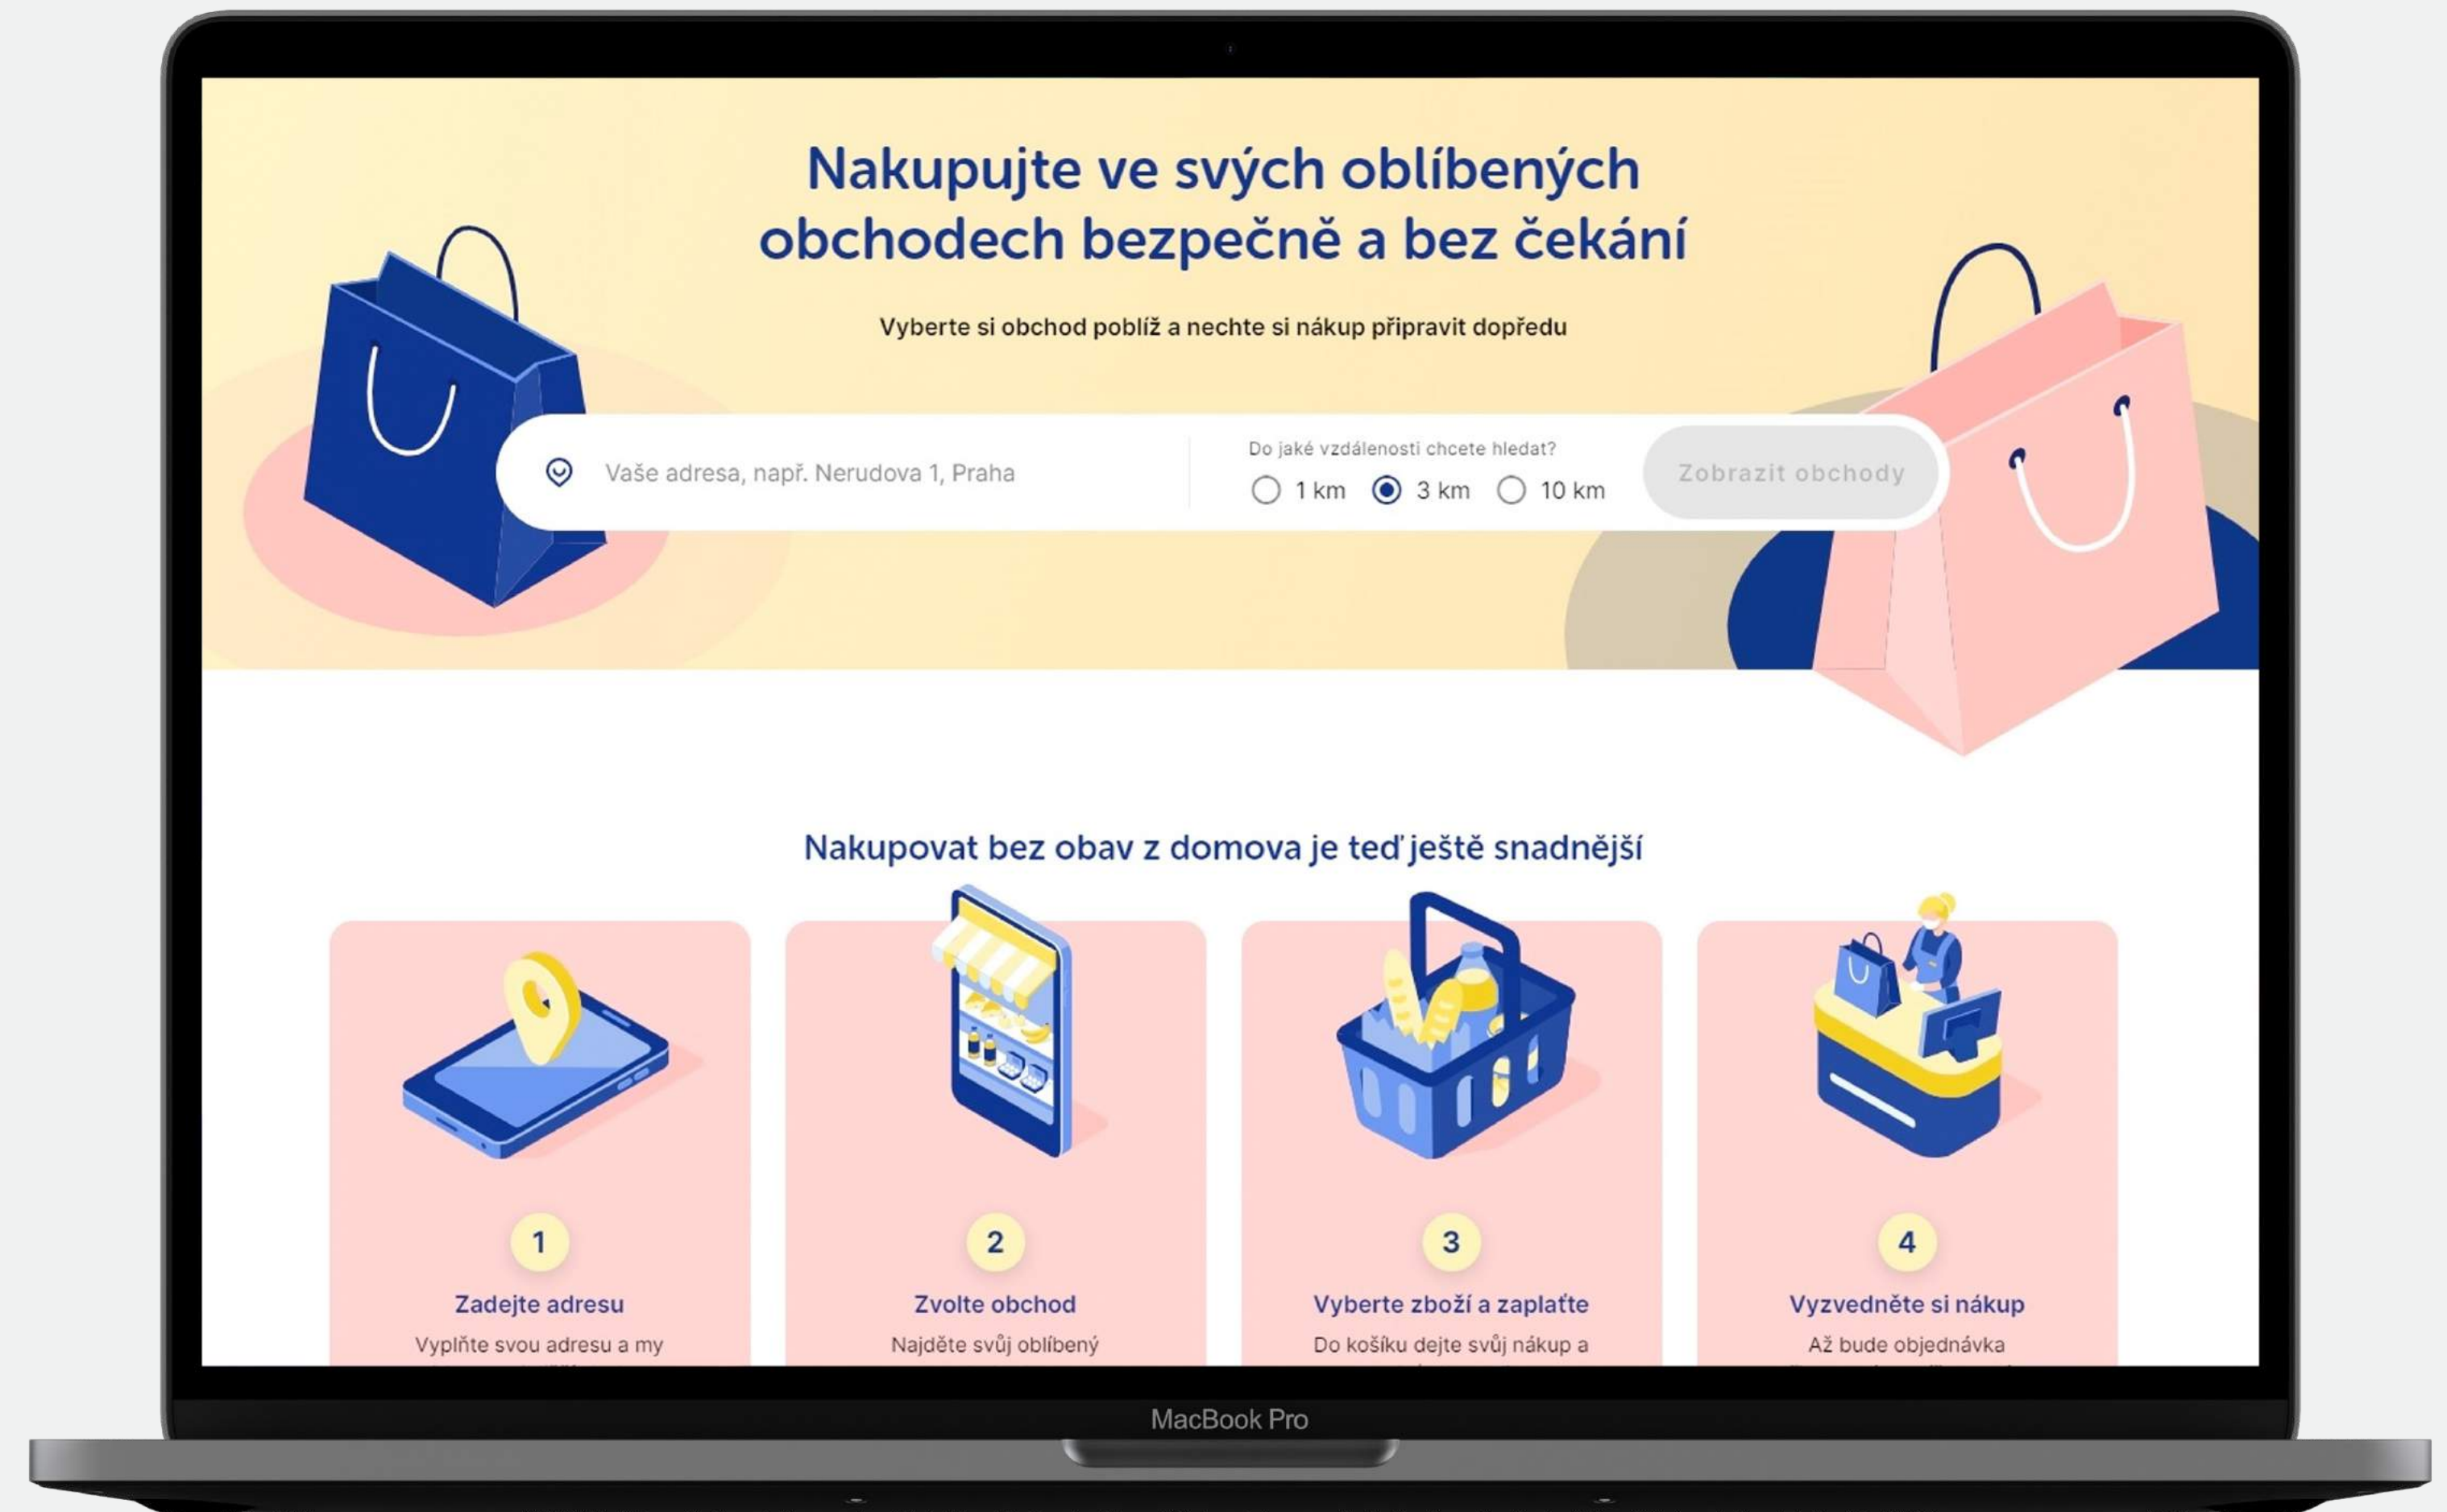 Nakupujte ve svých oblíbených
obchodech bezpečně a bez čekání
Vyberte si obchod poblíž a nechte si nákup připravit dopředu
Vaše adresa, např. Nerudova 1, Praha
Do jaké vzdálenosti chcete hledat?
1 km 3 km 10 km
Zobrazit obchody
Nakupovat bez obav z domova je teď ještě snadnější
1
Zadejte adresu
Vyplňte svou adresu a my
2
Zvolte obchod
Najděte svůj oblíbený
3
Vyberte zboží a zaplaťte
Do košíku dejte svůj nákup a
4
Vyzvedněte si nákup
Až bude objednávka
MacBook Pro